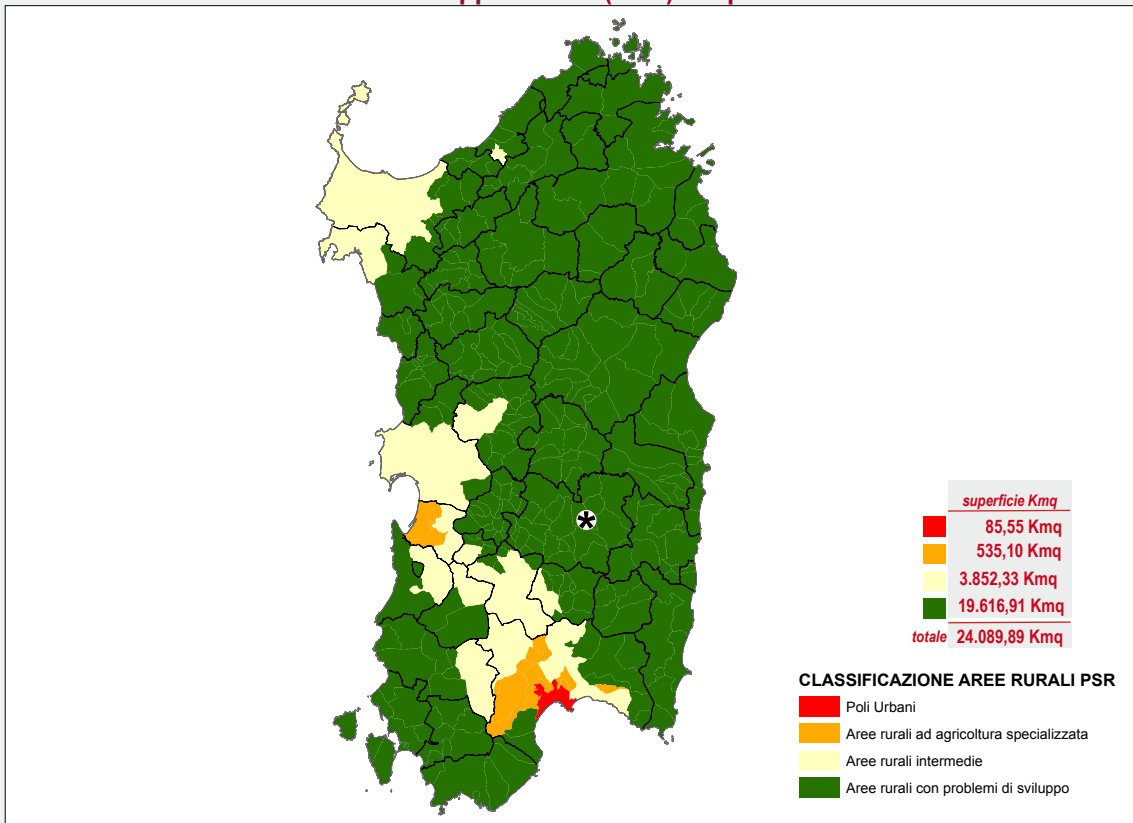 superficie Kmq
85,55 Kmq
535,10 Kmq
3.852,33 Kmq
19.616,91 Kmq
totale 24.089,89 Kmq
CLASSIFICAZIONE AREE RURALI PSR
Poli Urbani
Aree rurali ad agricoltura specializzata
Aree rurali intermedie
Aree rurali con problemi di sviluppo